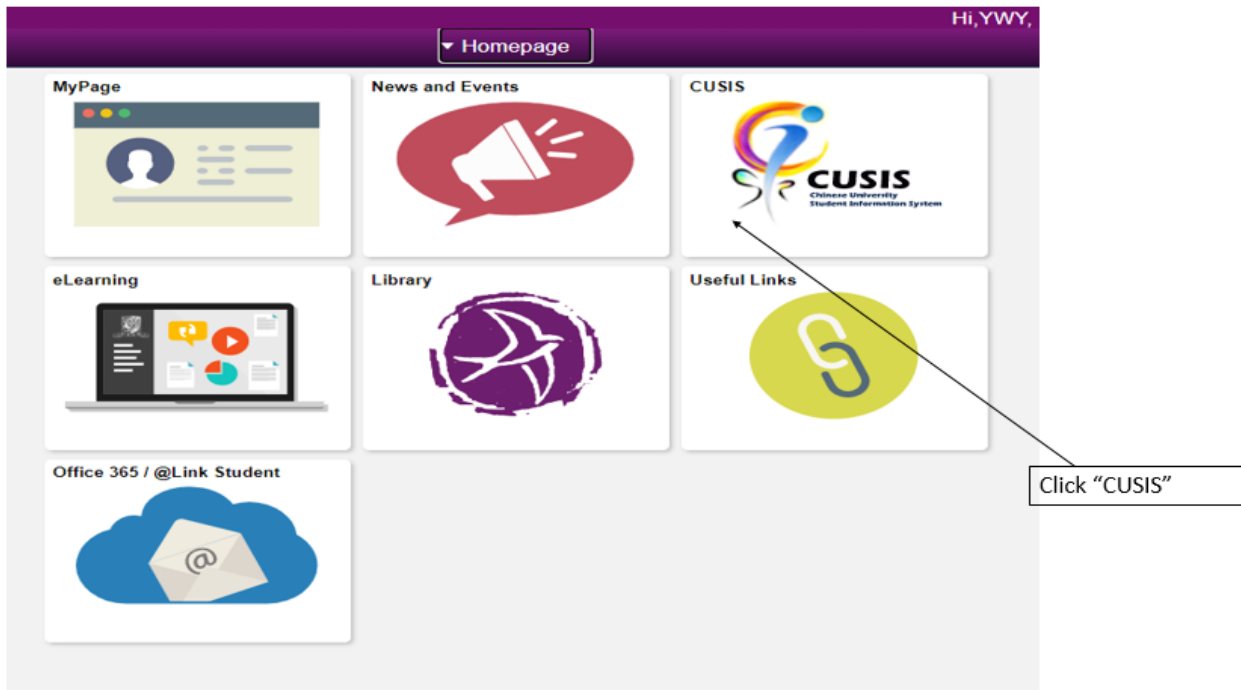 Hi,YWY,
Homepage
MyPage
News and Events
CUSIS
CUSIS
Chinese University
Student Information System
eLearning
Library
Useful Links
Click “CUSIS”
Office 365 / @Link Student
@